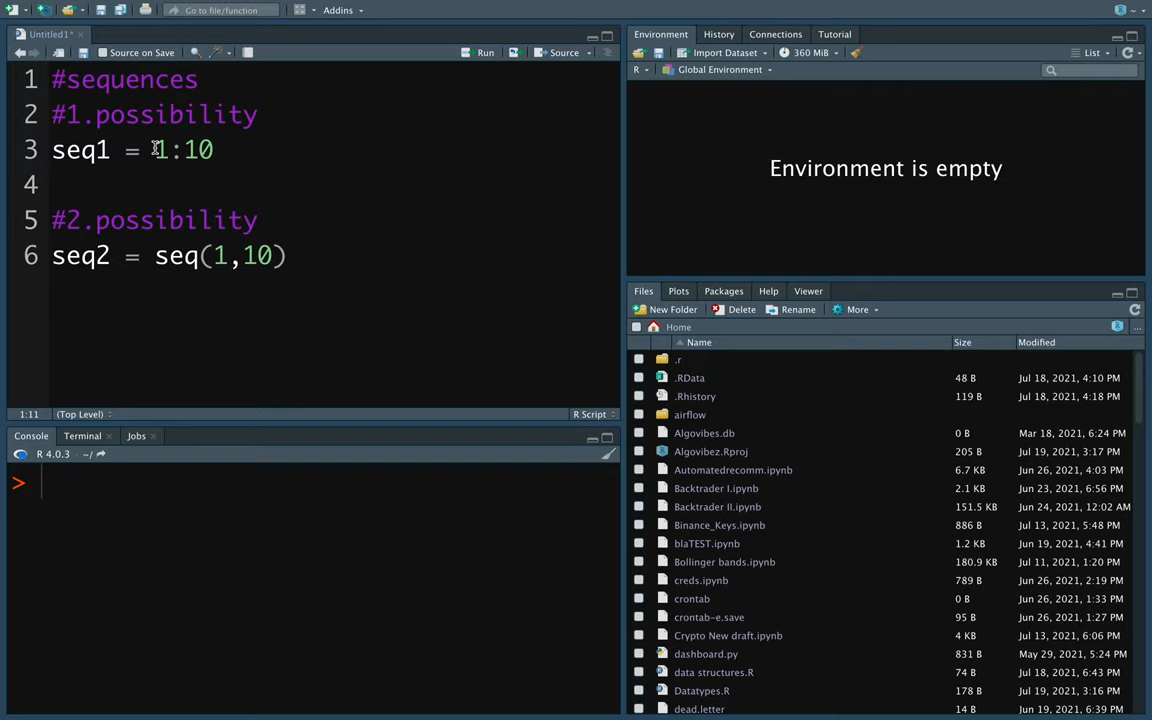 Go to file/function
Addins
Untitled1*
Source on Save
Run
Source
1 #sequences
2 #1.possibility
3 seq1 = 1:10
4
5 #2.possibility
6 seq2 = seq(1,10)
1:11 (Top Level) R Script
Console Terminal Jobs
R 4.0.3 · ~/
>
Environment History Connections Tutorial
Import Dataset 360 MiB List
R Global Environment
Environment is empty
Files Plots Packages Help Viewer
New Folder Delete Rename More
Home ...
Name Size Modified
.r
.RData 48 B Jul 18, 2021, 4:10 PM
.Rhistory 119 B Jul 18, 2021, 4:18 PM
airflow
Algovibes.db 0 B Mar 18, 2021, 6:24 PM
Algovibez.Rproj 205 B Jul 19, 2021, 3:17 PM
Automatedrecomm.ipynb 6.7 KB Jun 26, 2021, 4:03 PM
Backtrader I.ipynb 2.1 KB Jun 23, 2021, 6:56 PM
Backtrader II.ipynb 151.5 KB Jun 24, 2021, 12:02 AM
Binance_Keys.ipynb 886 B Jul 13, 2021, 5:48 PM
blaTEST.ipynb 1.2 KB Jun 19, 2021, 4:41 PM
Bollinger bands.ipynb 180.9 KB Jul 11, 2021, 1:20 PM
creds.ipynb 789 B Jun 26, 2021, 2:19 PM
crontab 0 B Jun 26, 2021, 1:33 PM
crontab-e.save 95 B Jun 26, 2021, 1:27 PM
Crypto New draft.ipynb 4 KB Jul 13, 2021, 6:06 PM
dashboard.py 831 B May 29, 2021, 5:24 PM
data structures.R 74 B Jul 18, 2021, 6:43 PM
Datatypes.R 178 B Jul 19, 2021, 3:16 PM
dead.letter 14 B Jun 19, 2021, 6:39 PM